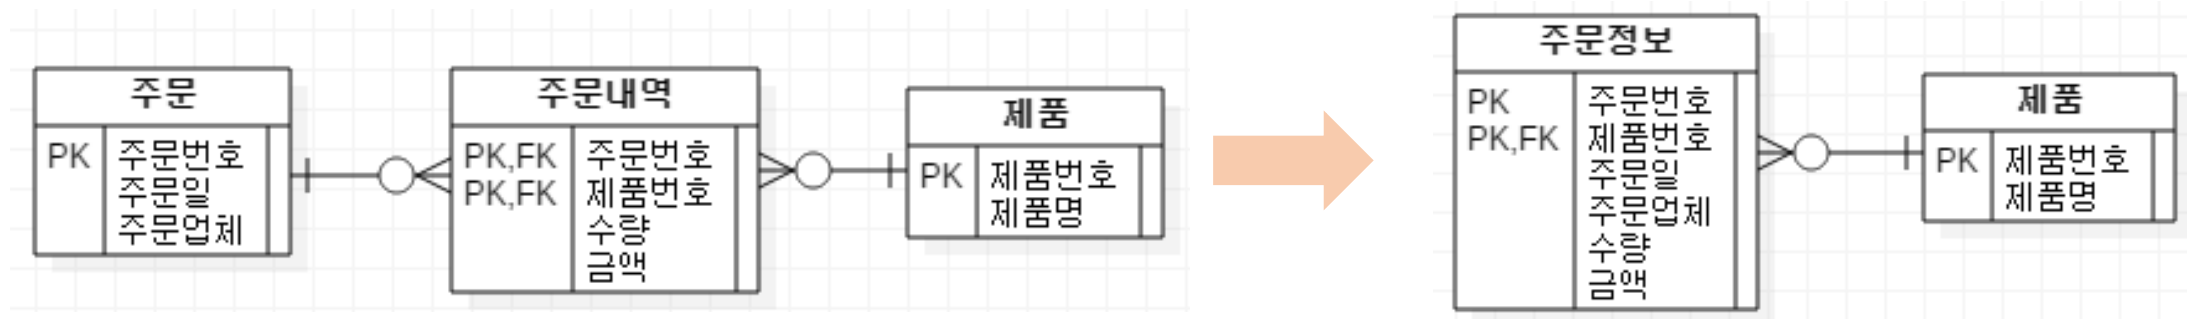 주문
PK 주문번호
주문일
주문업체
주문내역
PK,FK 주문번호
PK,FK 제품번호
수량
금액
제품
PK 제품번호
제품명
주문정보
PK 주문번호
PK,FK 제품번호
주문일
주문업체
수량
금액
제품
PK 제품번호
제품명